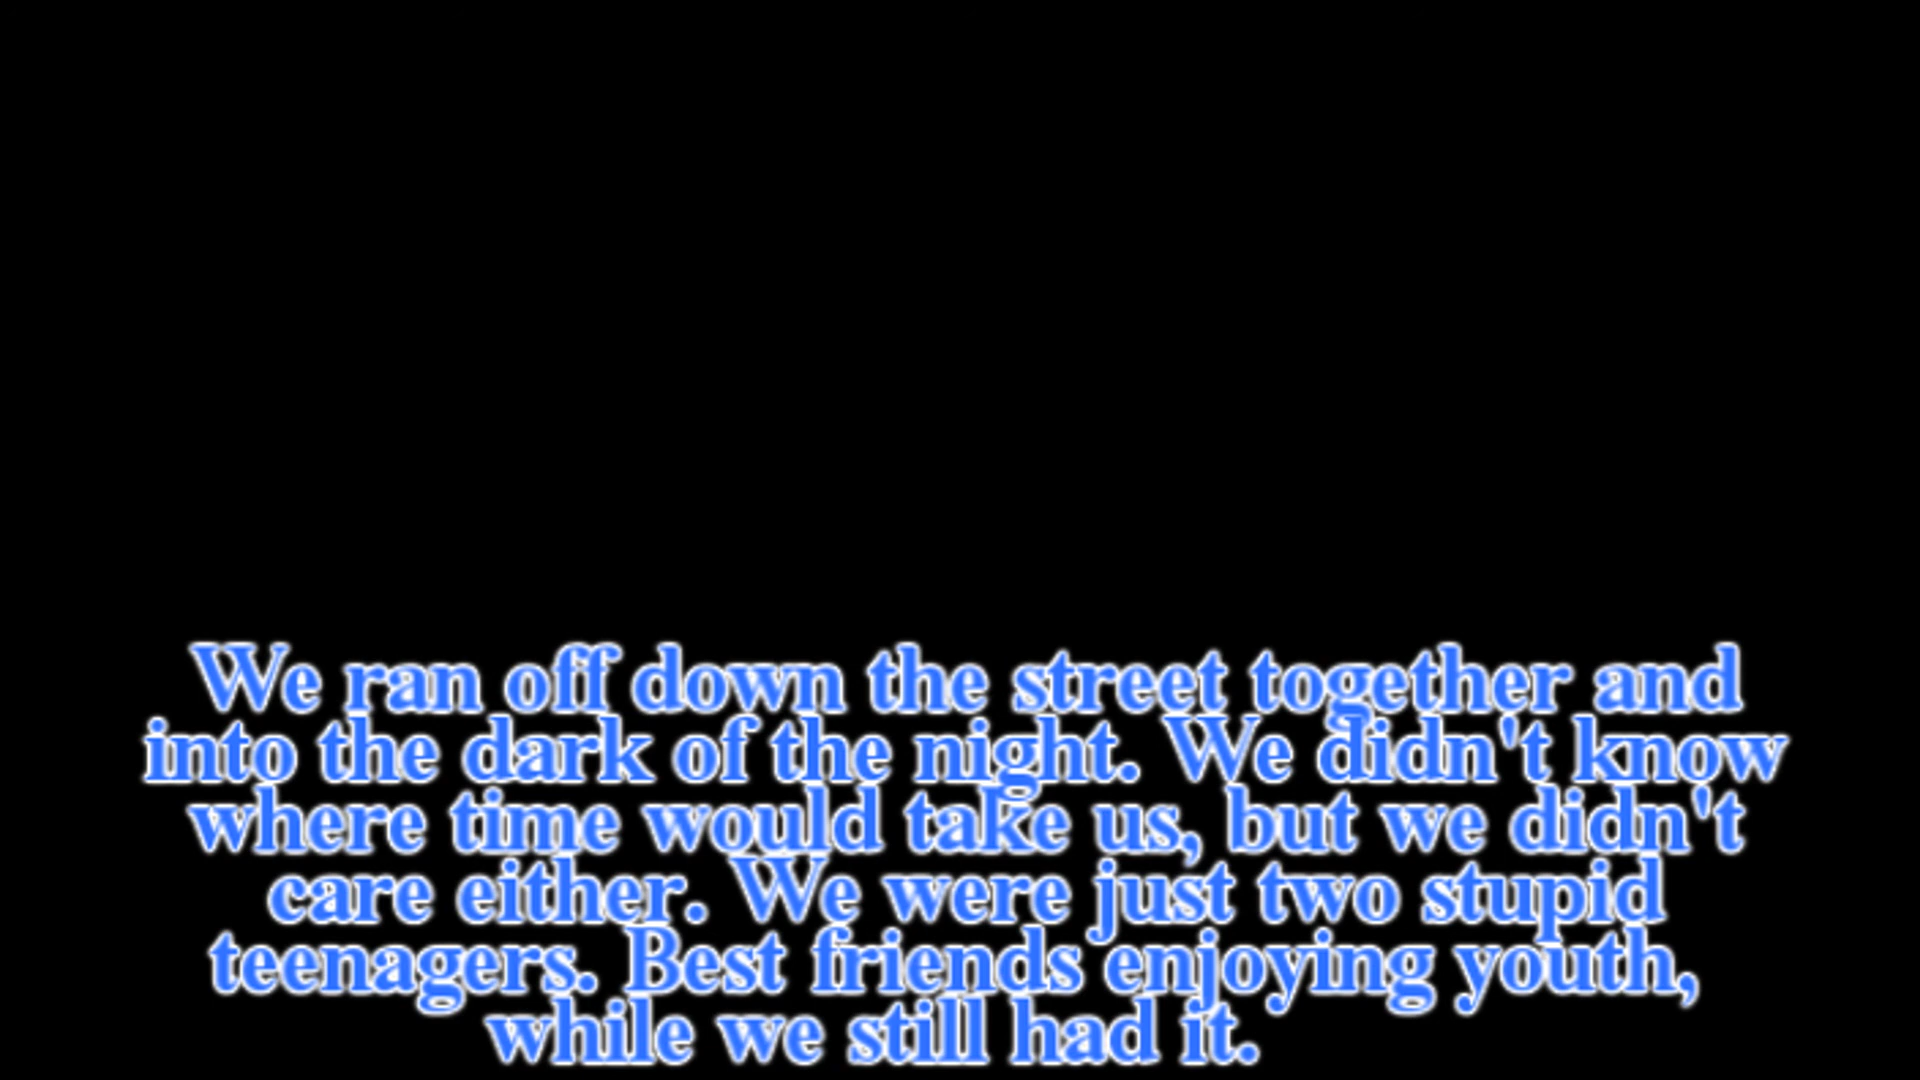 We ran off down the street together and
into the dark of the night. We didn't know
where time would take us, but we didn't
care either. We were just two stupid
teenagers. Best friends enjoying youth,
while we still had it.